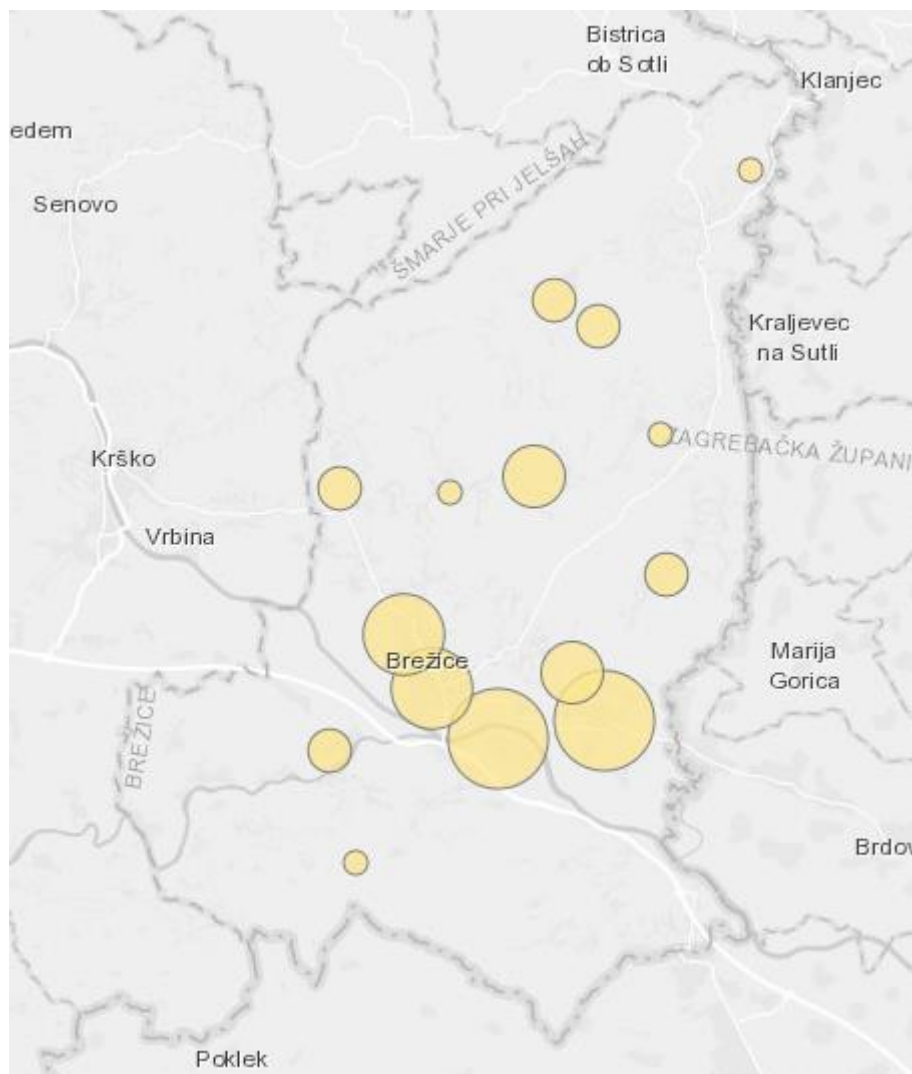 Bistrica
ob Sotli
Klanjec
edem
Senovo
ŠMARJE PRI JELŠAH
Kraljevec
na Sutli
Krško
ZAGREBAČKA ŽUPANI
Vrbina
Brežice
Marija
Gorica
BREŽICE
Brdov
Poklek